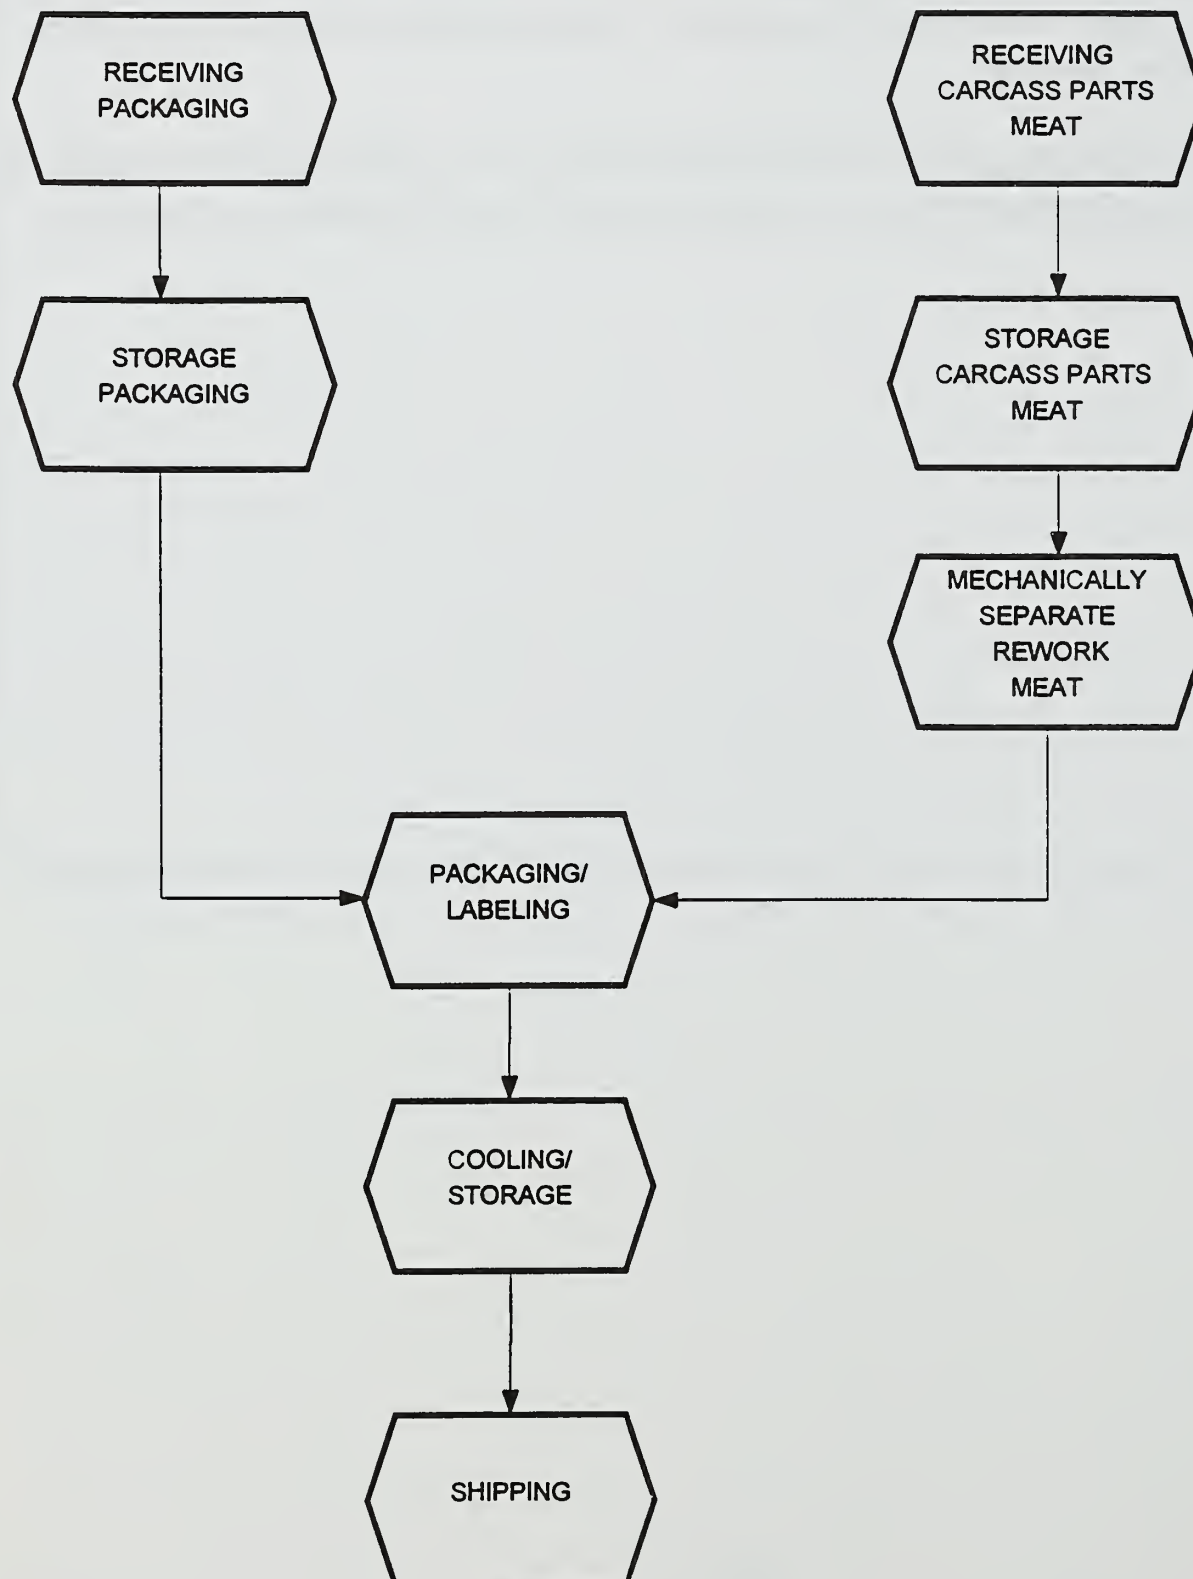 RECEIVING
PACKAGING
RECEIVING
CARCASS PARTS
MEAT
STORAGE
PACKAGING
STORAGE
CARCASS PARTS
MEAT
MECHANICALLY
SEPARATE
REWORK
MEAT
PACKAGING/
LABELING
COOLING/
STORAGE
SHIPPING